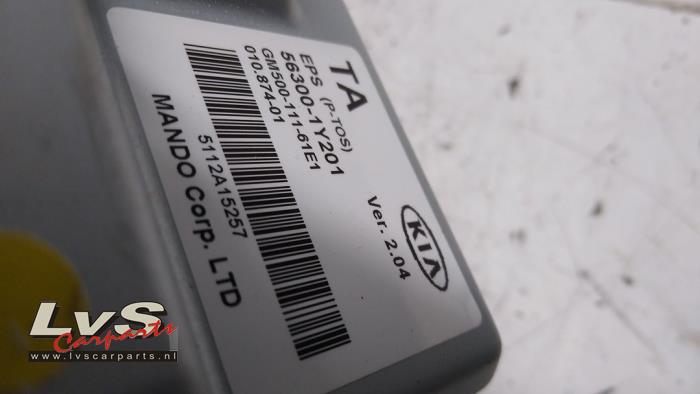 TA
EPS (P-TOS)
56300-1Y201
GM500-111-61E1
010.874-01
KIA
Ver. 2.04
5112A15257
MANDO Corp. LTD
LvS
Carparts
www.lvscarparts.nl